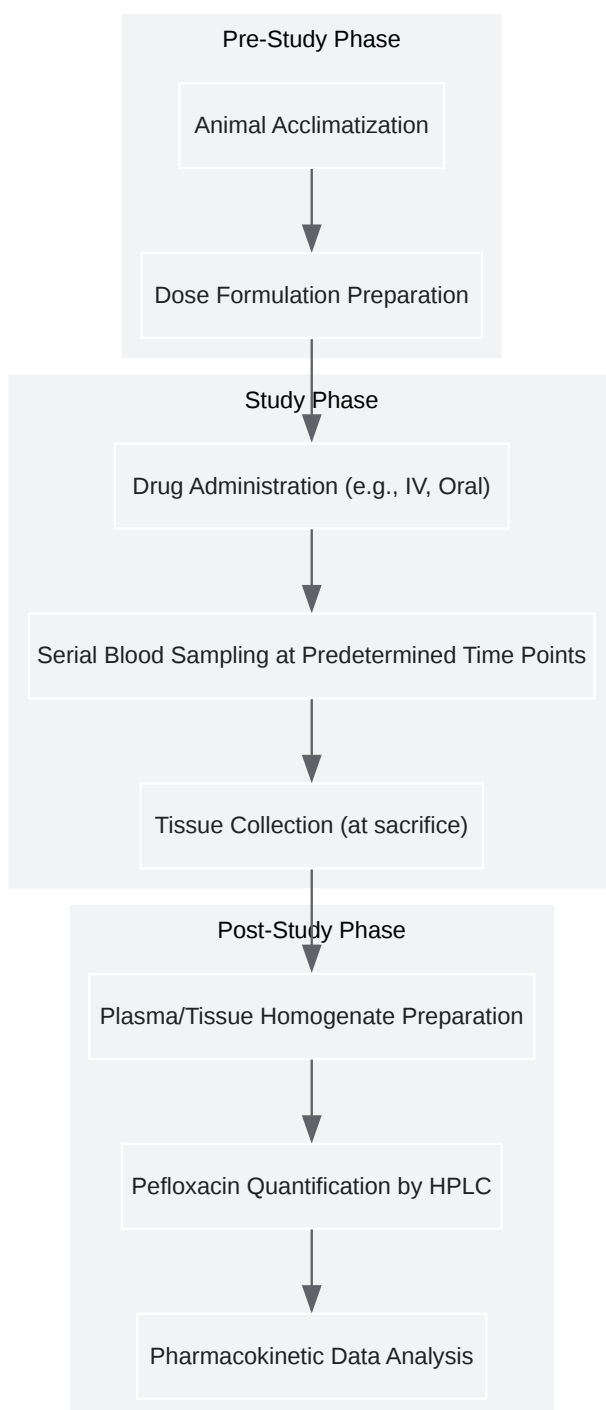 Pre-Study Phase
Animal Acclimatization
Dose Formulation Preparation
Study Phase
Drug Administration (e.g., IV, Oral)
Serial Blood Sampling at Predetermined Time Points
Tissue Collection (at sacrifice)
Post-Study Phase
Plasma/Tissue Homogenate Preparation
Pefloxacin Quantification by HPLC
Pharmacokinetic Data Analysis